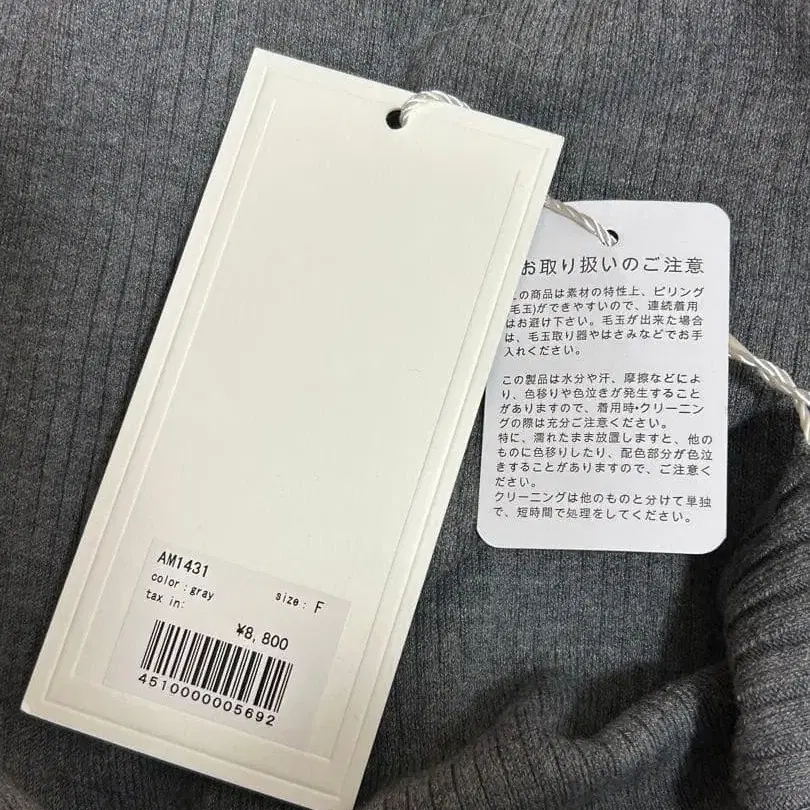 AM1431
color : gray size : F
tax in:
¥8, 800
4510000005692
お取り扱いのご注意
この商品は素材の特性上、ピリング
(毛玉)ができやすいので、連続着用
はお避け下さい。毛玉が出来た場合
は、毛玉取り器やはさみなどでお手
入れください。
この製品は水分や汗、摩擦などによ
り、色移りや色泣きが発生すること
がありますので、着用時・クリーニン
グの際は充分ご注意ください。
特に、濡れたまま放置しますと、他の
ものに色移りしたり、配色部分が色泣
きすることがありますので、ご注意く
ださい。
クリーニングは他のものと分けて単独
で、短時間で処理をしてください。